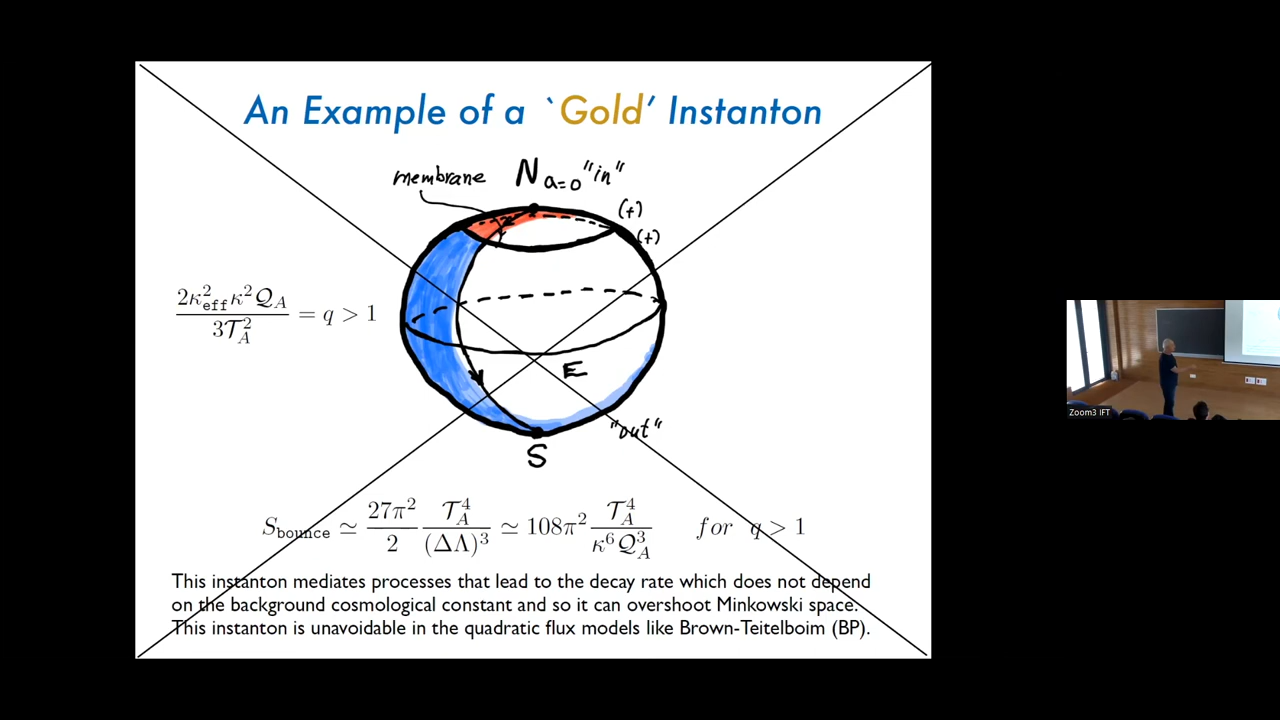 An Example of a `Gold' Instanton
membrane
N a=0 "in"
(+)
(+)
\frac{2\kappa_{eff}^2 \kappa^2 \mathcal{Q}_A}{3\mathcal{T}_A^2} = q > 1
E
"out"
S
S_{bounce} \simeq \frac{27\pi^2}{2} \frac{\mathcal{T}_A^4}{(\Delta\Lambda)^3} \simeq 108\pi^2 \frac{\mathcal{T}_A^4}{\kappa^6 \mathcal{Q}_A^3} for q > 1
This instanton mediates processes that lead to the decay rate which does not depend
on the background cosmological constant and so it can overshoot Minkowski space.
This instanton is unavoidable in the quadratic flux models like Brown-Teitelboim (BP).
Zoom3 IFT